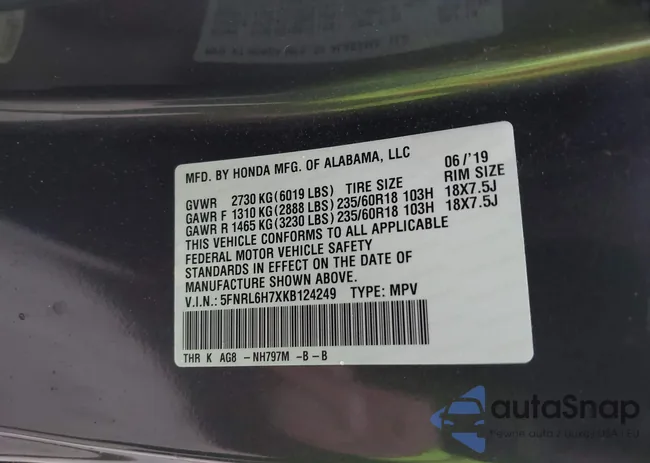 MFD. BY HONDA MFG. OF ALABAMA, LLC 06/'19
GVWR 2730 KG(6019 LBS) TIRE SIZE RIM SIZE
GAWR F 1310 KG(2888 LBS)235/60R18 103H 18X7.5J
GAWR R 1465 KG(3230 LBS)235/60R18 103H 18X7.5J
THIS VEHICLE CONFORMS TO ALL APPLICABLE
FEDERAL MOTOR VEHICLE SAFETY
STANDARDS IN EFFECT ON THE DATE OF
MANUFACTURE SHOWN ABOVE.
V.I.N.: 5FNRL6H7XKB124249 TYPE: MPV
THR K AG8 -NH797M -B-B
autaSnap
Pewne auta z